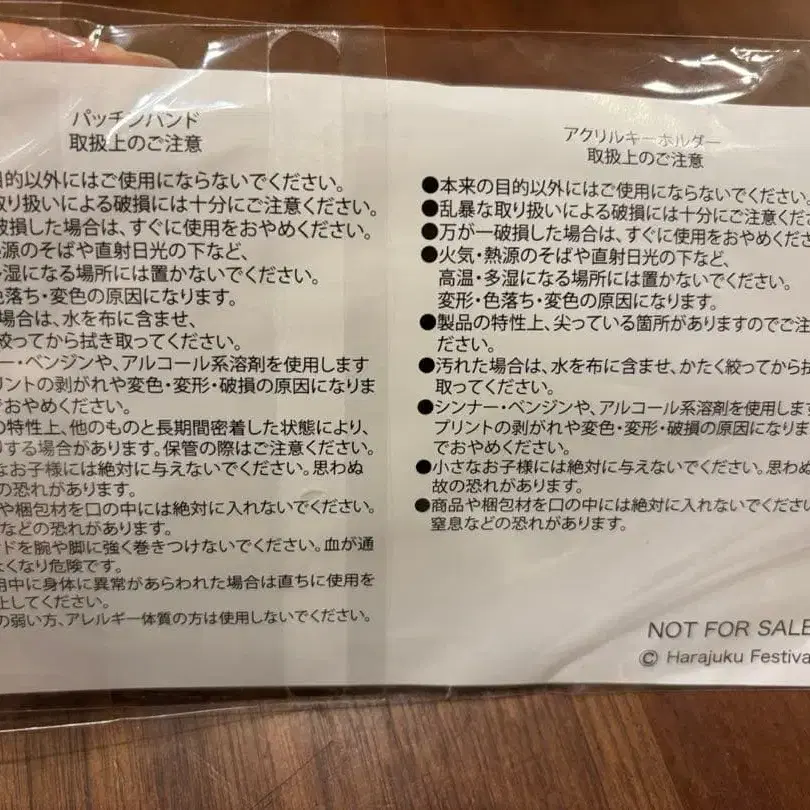 パッチンバンド
取扱上のご注意
目的以外にはご使用にならないでください。
取り扱いによる破損には十分にご注意ください。
破損した場合は、すぐに使用をおやめください。
熱源のそばや直射日光の下など、
多湿になる場所には置かないでください。
色落ち・変色の原因になります。
場合は、水を布に含ませ、
絞ってから拭き取ってください。
ー・ベンジンや、アルコール系溶剤を使用します
プリントの剥がれや変色・変形・破損の原因になりま
でおやめください。
の特性上、他のものと長期間密着した状態により、
りする場合があります。保管の際はご注意ください。
なお子様には絶対に与えないでください。思わぬ
故の恐れがあります。
や梱包材を口の中には絶対に入れないでください。
などの恐れがあります。
ドを腕や脚に強く巻きつけないでください。血が通
くなり危険です。
用中に身体に異常があらわれた場合は直ちに使用を
止してください。
の弱い方、アレルギー体質の方は使用しないでください。
アクリルキーホルダー
取扱上のご注意
●本来の目的以外にはご使用にならないでください。
●乱暴な取り扱いによる破損には十分にご注意くださ
●万が一破損した場合は、すぐに使用をおやめくださ
●火気・熱源のそばや直射日光の下など、
高温・多湿になる場所には置かないでください。
変形・色落ち・変色の原因になります。
●製品の特性上、尖っている箇所がありますのでご注
ださい。
●汚れた場合は、水を布に含ませ、かたく絞ってから拭
取ってください。
●シンナー・ベンジンや、アルコール系溶剤を使用します
プリントの剥がれや変色・変形・破損の原因になりま
でおやめください。
●小さなお子様には絶対に与えないでください。思わぬ
故の恐れがあります。
●商品や梱包材を口の中には絶対に入れないでください
窒息などの恐れがあります。
NOT FOR SALE
© Harajuku Festiva